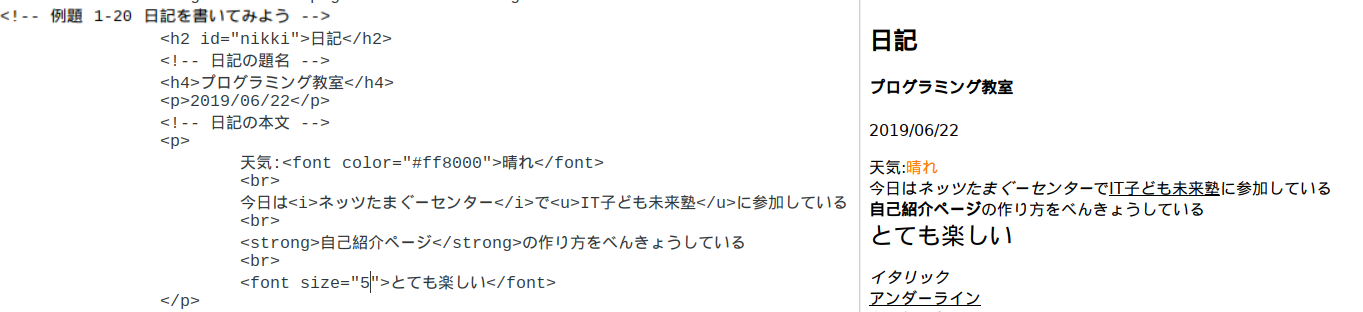 <!-- 例題 1-20 日記を書いてみよう -->
<h2 id="nikki">日記</h2>
<!-- 日記の題名 -->
<h4>プログラミング教室</h4>
<p>2019/06/22</p>
<!-- 日記の本文 -->
<p>
天気:<font color="#ff8000">晴れ</font>
<br>
今日は<i>ネッツたまぐーセンター</i>で<u>IT子ども未来塾</u>に参加している
<br>
<strong>自己紹介ページ</strong>の作り方をべんきょうしている
<br>
<font size="5">とても楽しい</font>
</p>
日記
プログラミング教室
2019/06/22
天気:晴れ
今日はネッツたまぐーセンターでIT子ども未来塾に参加している
自己紹介ページの作り方をべんきょうしている
とても楽しい
イタリック
アンダーライン